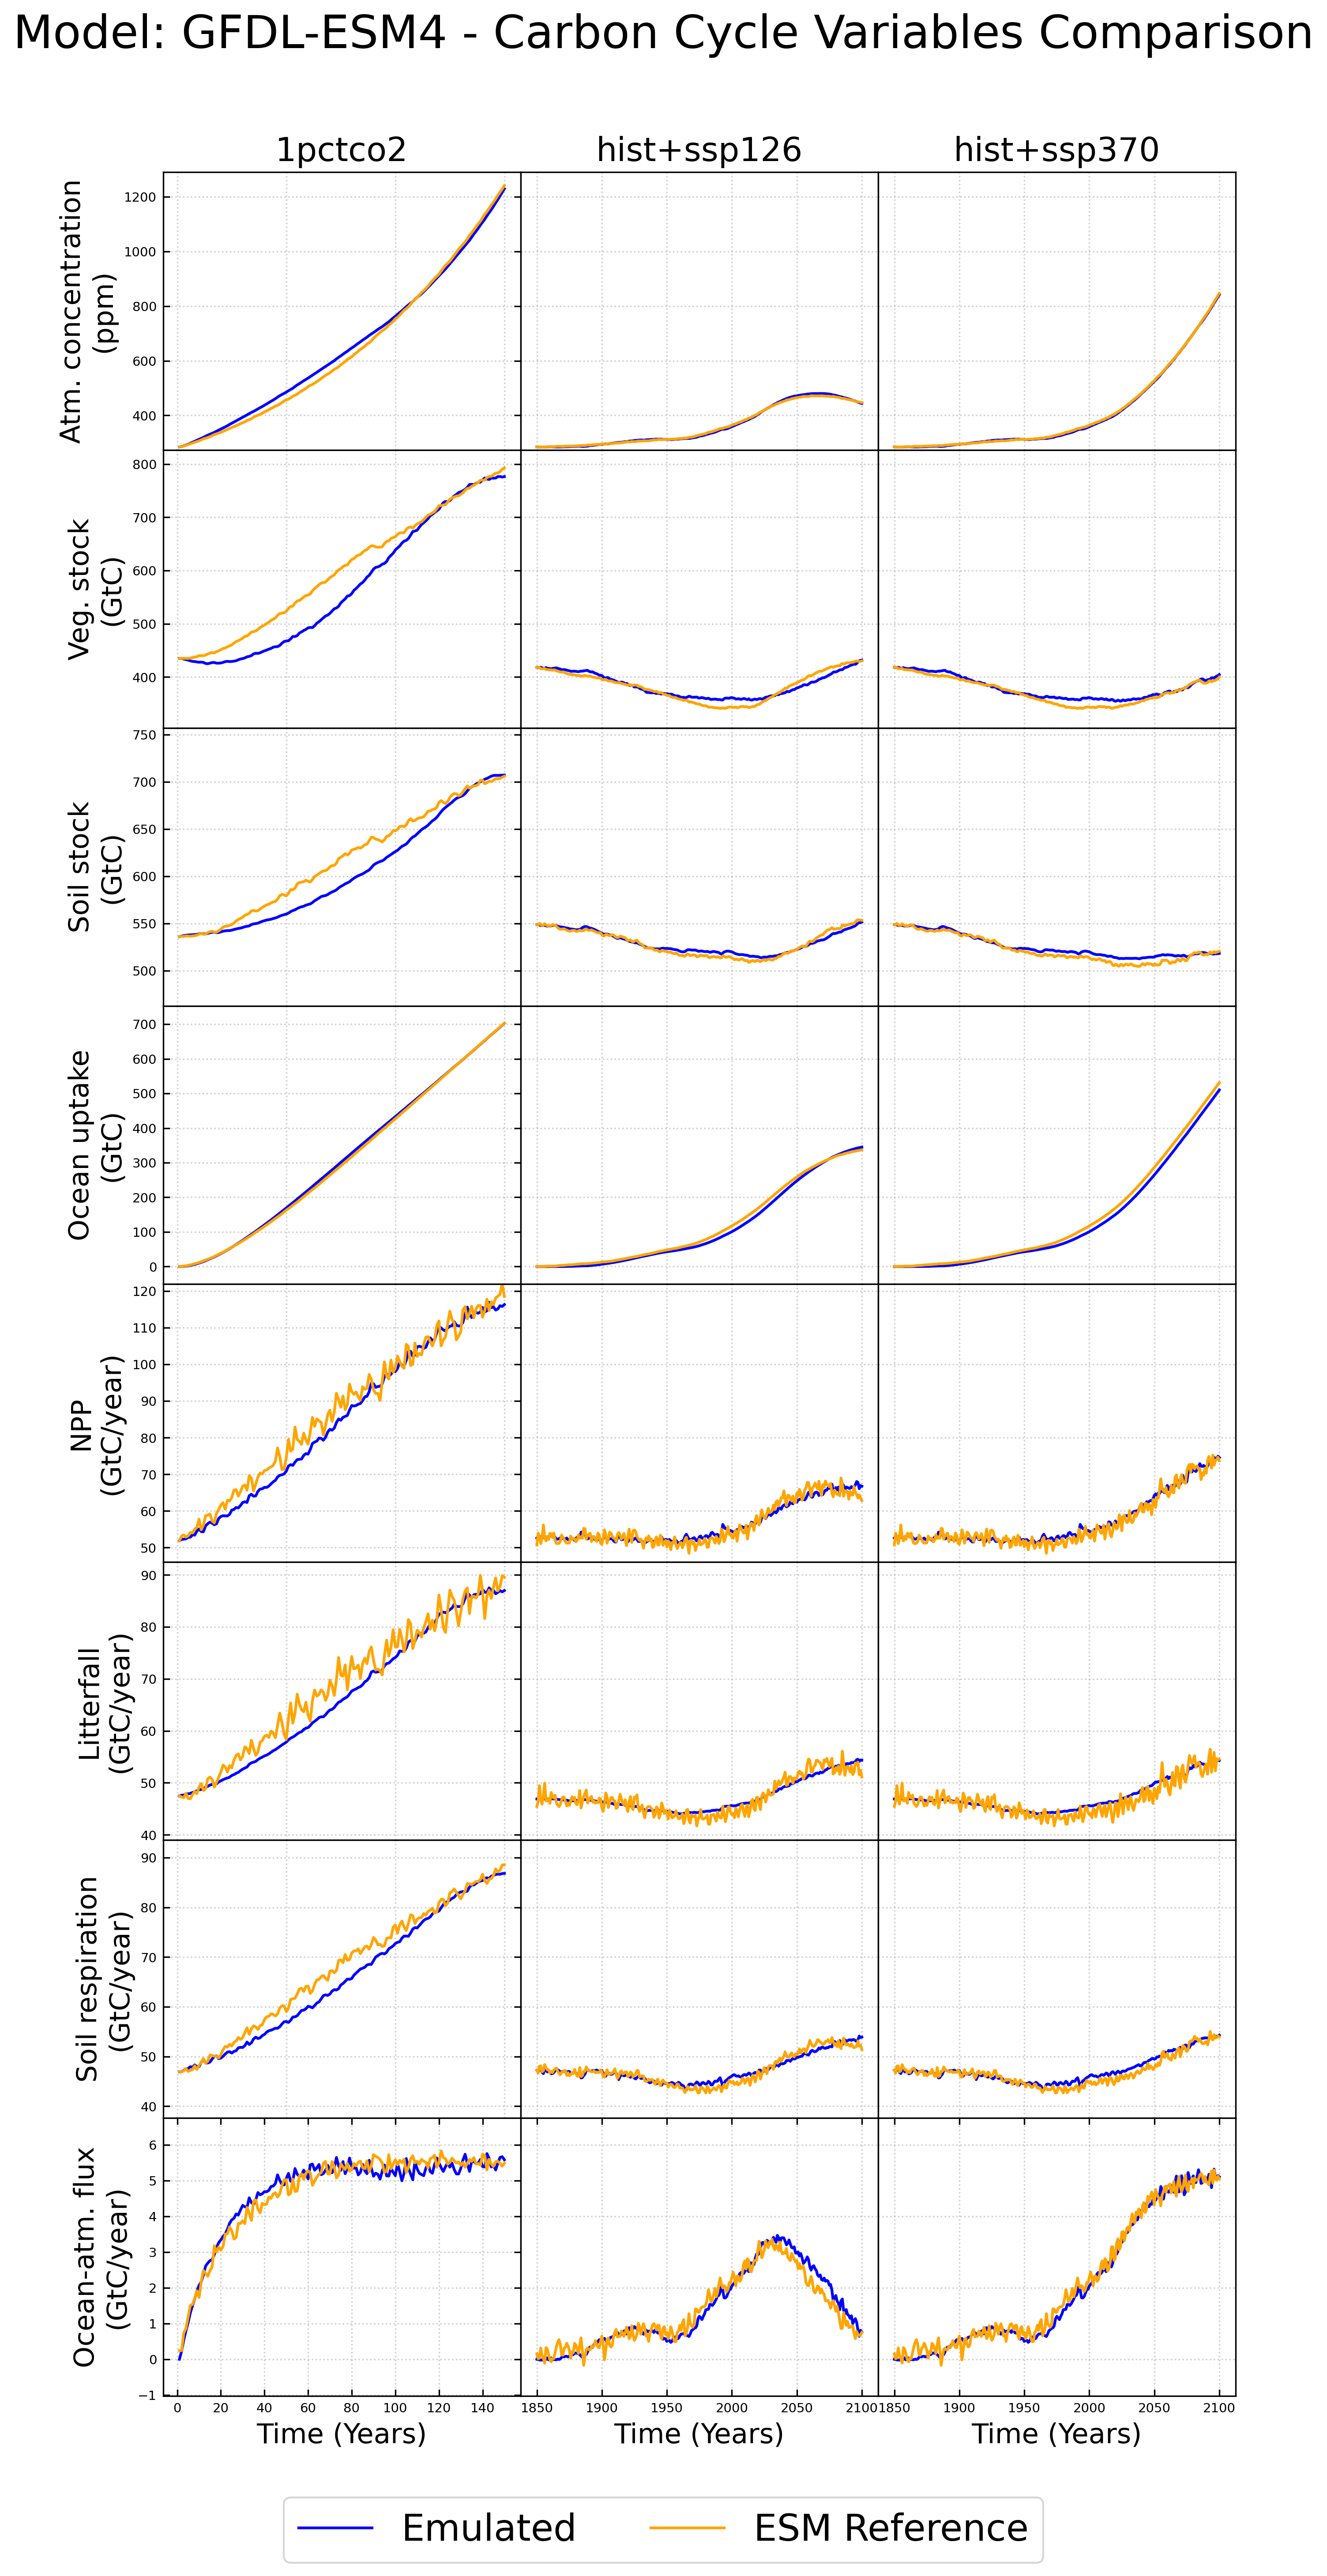 Model: GFDL-ESM4 - Carbon Cycle Variables Comparison
1pctco2
hist+ssp126
hist+ssp370
Atm. concentration
(ppm)
1200
1000
800
600
400
Veg. stock
(GtC)
800
700
600
500
400
Soil stock
(GtC)
750
700
650
600
550
500
Ocean uptake
(GtC)
700
600
500
400
300
200
100
0
NPP
(GtC/year)
120
110
100
90
80
70
60
50
Litterfall
(GtC/year)
90
80
70
60
50
40
Soil respiration
(GtC/year)
90
80
70
60
50
40
Ocean-atm. flux
(GtC/year)
6
5
4
3
2
1
0
−1
0 20 40 60 80 100 120 140
1850 1900 1950 2000 2050 2100
1850 1900 1950 2000 2050 2100
Time (Years)
Time (Years)
Time (Years)
Emulated
ESM Reference